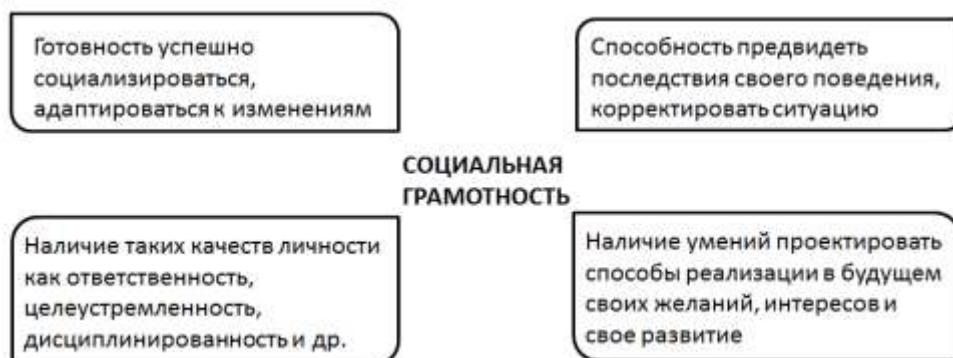 Готовность успешно
социализироваться,
адаптироваться к изменениям
Способность предвидеть
последствия своего поведения,
корректировать ситуацию
СОЦИАЛЬНАЯ
ГРАМОТНОСТЬ
Наличие таких качеств личности
как ответственность,
целеустремленность,
дисциплинированность и др.
Наличие умений проектировать
способы реализации в будущем
своих желаний, интересов и
свое развитие